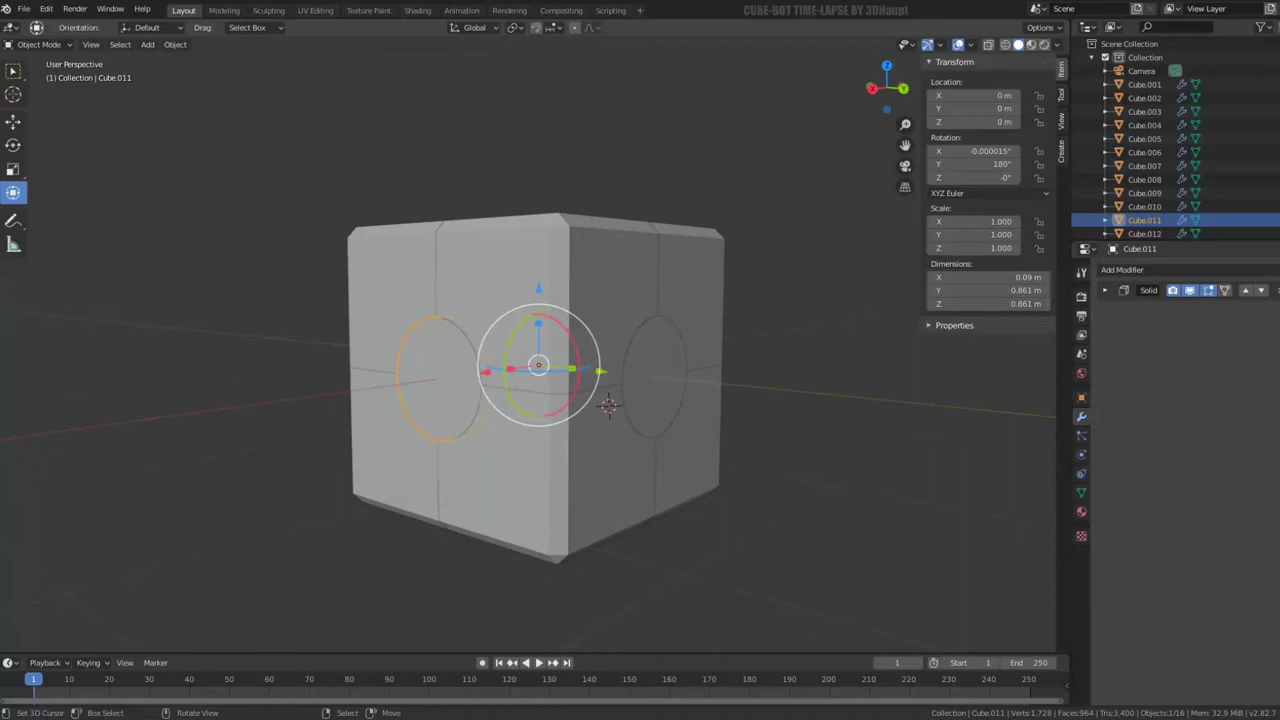 File Edit Render Window Help Layout Modeling Sculpting UV Editing Texture Paint Shading Animation Rendering Compositing Scripting + CUBE-BOT TIME-LAPSE BY 3DHaupt Scene View Layer
Orientation: Default Drag: Select Box Global Options
Object Mode View Select Add Object
User Perspective
(1) Collection | Cube.011
Z
X Y
Transform
Location:
X 0 m
Y 0 m
Z 0 m
Rotation:
X -0.000015°
Y 180°
Z -0°
XYZ Euler
Scale:
X 1.000
Y 1.000
Z 1.000
Dimensions:
X 0.09 m
Y 0.861 m
Z 0.861 m
Properties
Item
Tool
View
Create
Scene Collection
Collection
Camera
Cube.001
Cube.002
Cube.003
Cube.004
Cube.005
Cube.006
Cube.007
Cube.008
Cube.009
Cube.010
Cube.011
Cube.012
Cube.011
Add Modifier
Solid
Playback Keying View Marker 1 Start 1 End 250
1 10 20 30 40 50 60 70 80 90 100 110 120 130 140 150 160 170 180 190 200 210 220 230 240 250
Set 3D Cursor Box Select Rotate View Select Move Collection | Cube.011 | Verts:1,728 | Faces:964 | Tris:3,400 | Objects:1/16 | Mem: 32.9 MiB | v2.82.7